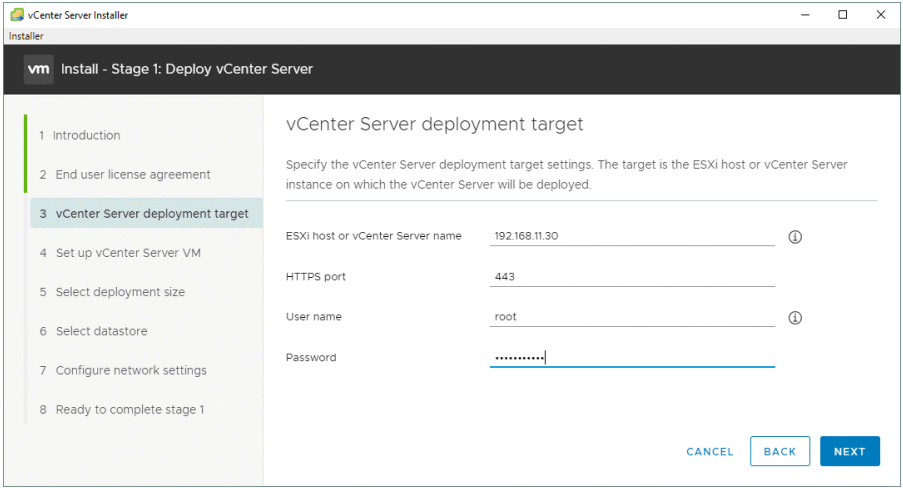 vCenter Server Installer
Installer
vm Install - Stage 1: Deploy vCenter Server
1 Introduction
2 End user license agreement
3 vCenter Server deployment target
4 Set up vCenter Server VM
5 Select deployment size
6 Select datastore
7 Configure network settings
8 Ready to complete stage 1
vCenter Server deployment target
Specify the vCenter Server deployment target settings. The target is the ESXi host or vCenter Server
instance on which the vCenter Server will be deployed.
ESXi host or vCenter Server name 192.168.11.30
HTTPS port 443
User name root
Password •••••••••••
CANCEL BACK NEXT